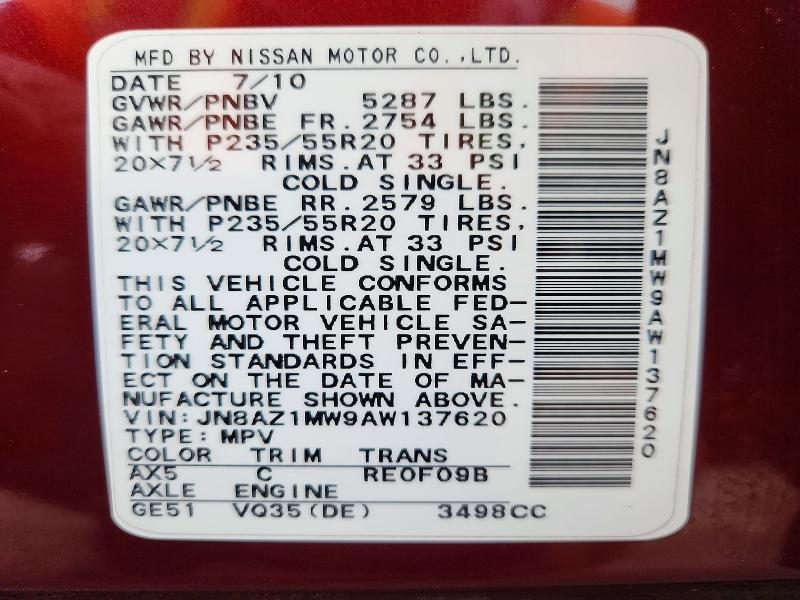 MFD BY NISSAN MOTOR CO.,LTD.
DATE 7/10
GVWR/PNBV 5287 LBS.
GAWR/PNBE FR.2754 LBS.
WITH P235/55R20 TIRES,
20×7½ RIMS.AT 33 PSI
COLD SINGLE.
GAWR/PNBE RR.2579 LBS.
WITH P235/55R20 TIRES,
20×7½ RIMS.AT 33 PSI
COLD SINGLE.
THIS VEHICLE CONFORMS
TO ALL APPLICABLE FED-
ERAL MOTOR VEHICLE SA-
FETY AND THEFT PREVEN-
TION STANDARDS IN EFF-
ECT ON THE DATE OF MA-
NUFACTURE SHOWN ABOVE.
VIN:JN8AZ1MW9AW137620
TYPE:MPV
COLOR TRIM TRANS
AX5 C RE0F09B
AXLE ENGINE
GE51 VQ35(DE) 3498CC
JN8AZ1MW9AW137620